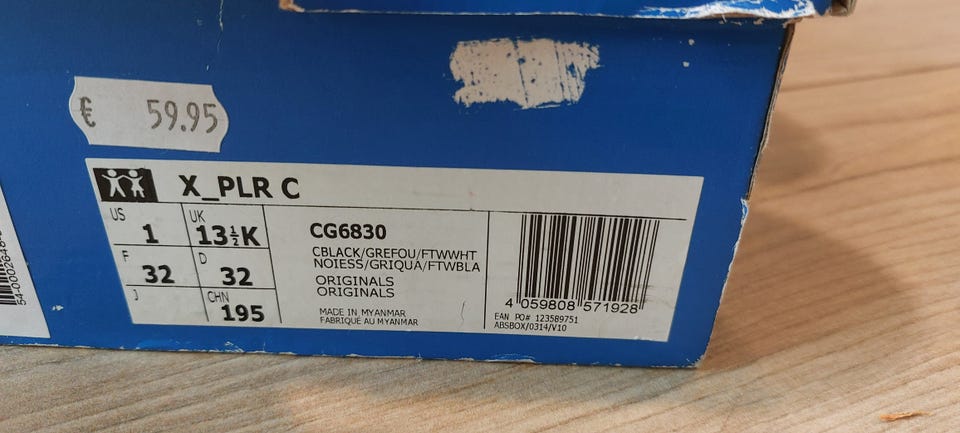 € 59.95
X_PLR C
US 1
UK 13½K
F 32
D 32
J
CHN 195
CG6830
CBLACK/GREFOU/FTWWHT
NOIESS/GRIQUA/FTWBLA
ORIGINALS
ORIGINALS
MADE IN MYANMAR
FABRIQUÉ AU MYANMAR
4 059808 571928
EAN PO# 123589751
ABSBOX/0314/V10